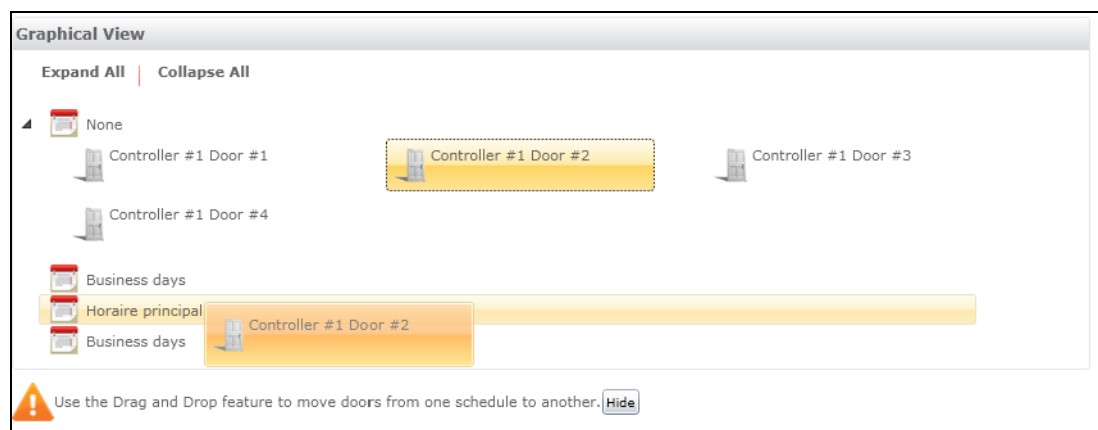 Graphical View
Expand All | Collapse All
None
Controller #1 Door #1 Controller #1 Door #2 Controller #1 Door #3
Controller #1 Door #4
Business days
Horaire principal
Controller #1 Door #2
Business days
Use the Drag and Drop feature to move doors from one schedule to another. Hide